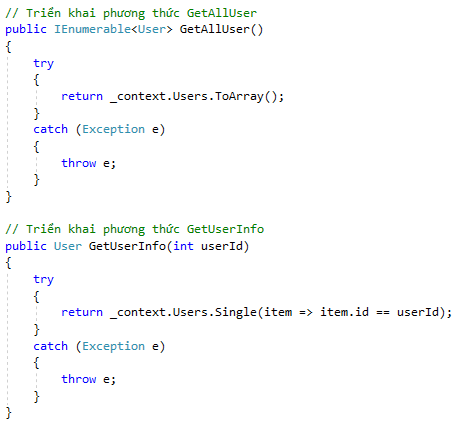 // Triển khai phương thức GetAllUser
public IEnumerable<User> GetAllUser()
{
    try
    {
        return _context.Users.ToArray();
    }
    catch (Exception e)
    {
        throw e;
    }
}
// Triển khai phương thức GetUserInfo
public User GetUserInfo(int userId)
{
    try
    {
        return _context.Users.Single(item => item.id == userId);
    }
    catch (Exception e)
    {
        throw e;
    }
}